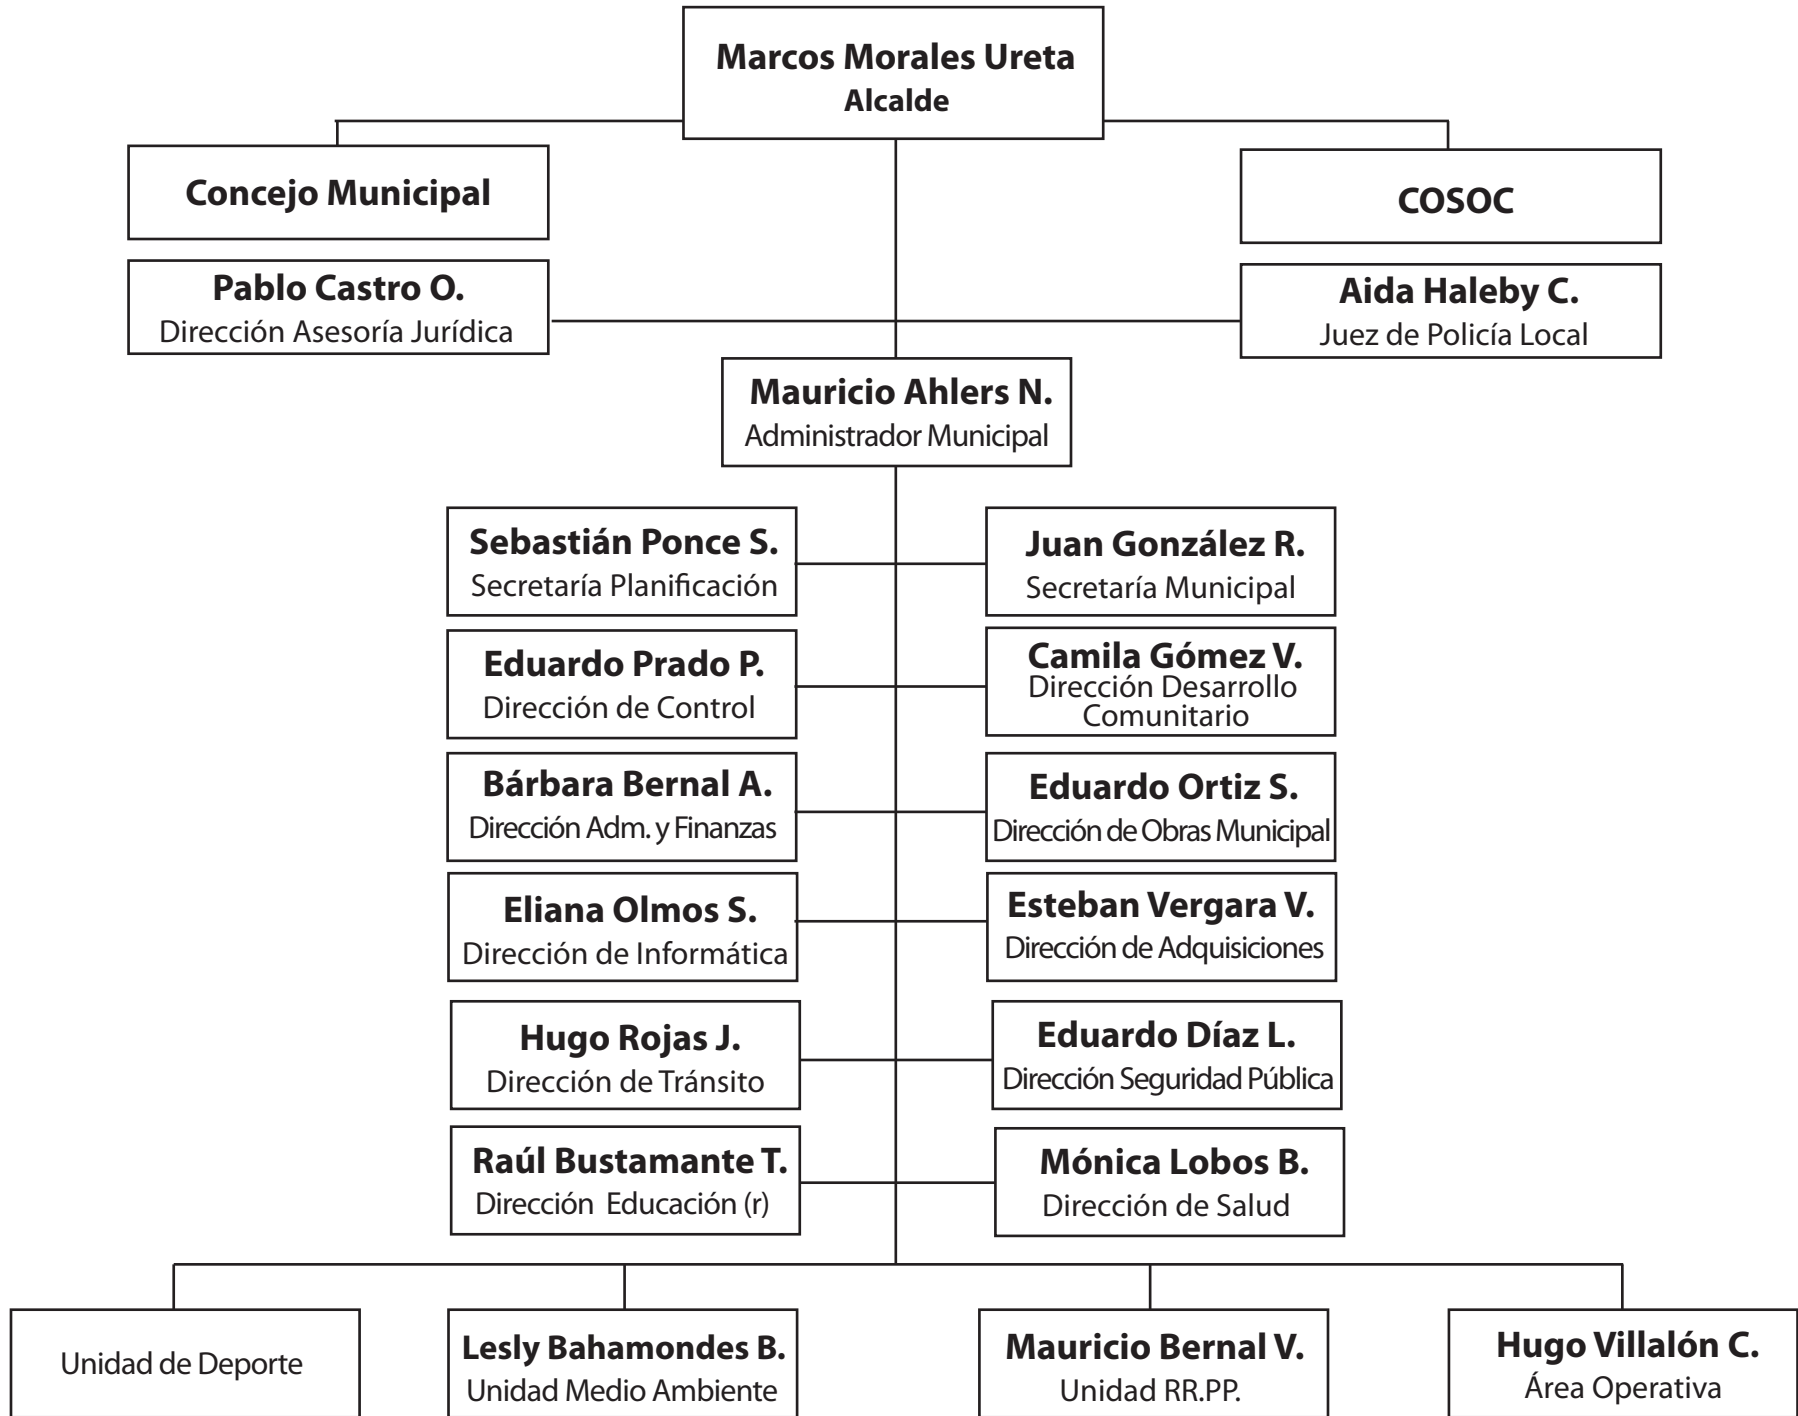 Marcos Morales Ureta
Alcalde
Concejo Municipal
COSOC
Pablo Castro O.
Dirección Asesoría Jurídica
Aida Haleby C.
Juez de Policía Local
Mauricio Ahlers N.
Administrador Municipal
Sebastián Ponce S.
Secretaría Planificación
Juan González R.
Secretaría Municipal
Eduardo Prado P.
Dirección de Control
Camila Gómez V.
Dirección Desarrollo
Comunitario
Bárbara Bernal A.
Dirección Adm. y Finanzas
Eduardo Ortiz S.
Dirección de Obras Municipal
Eliana Olmos S.
Dirección de Informática
Esteban Vergara V.
Dirección de Adquisiciones
Hugo Rojas J.
Dirección de Tránsito
Eduardo Díaz L.
Dirección Seguridad Pública
Raúl Bustamante T.
Dirección Educación (r)
Mónica Lobos B.
Dirección de Salud
Unidad de Deporte
Lesly Bahamondes B.
Unidad Medio Ambiente
Mauricio Bernal V.
Unidad RR.PP.
Hugo Villalón C.
Área Operativa